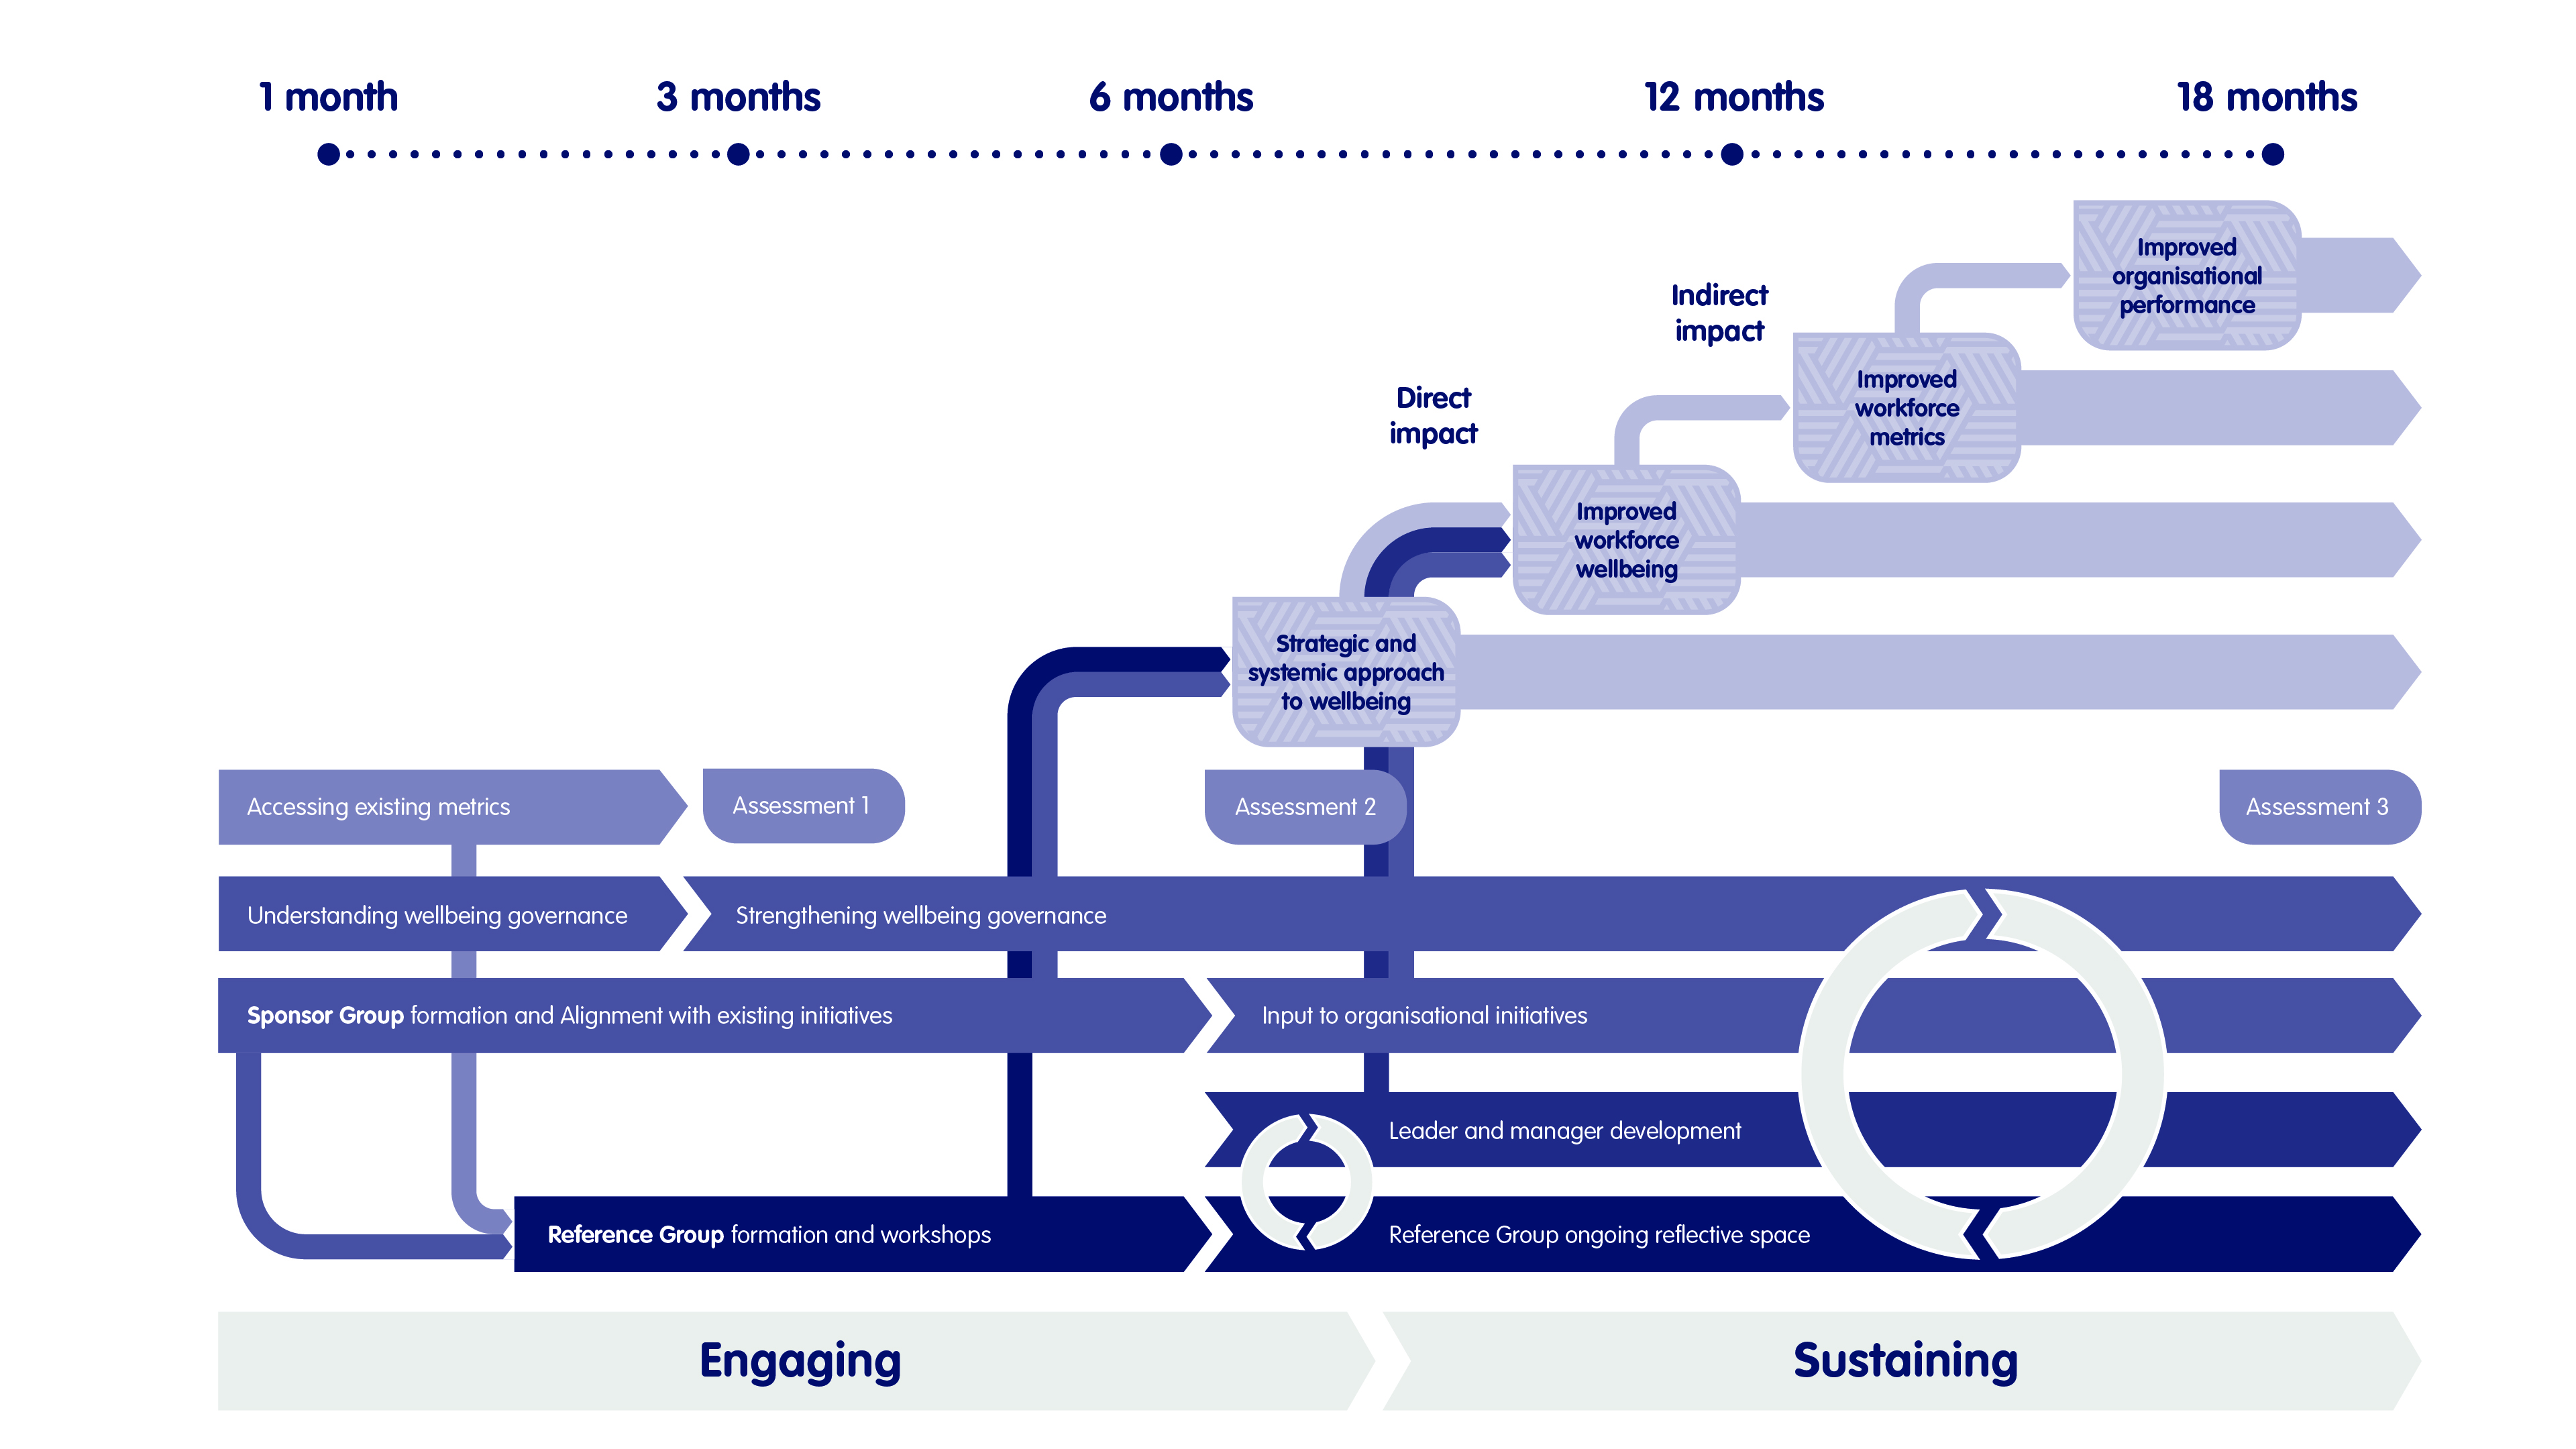 1 month
3 months
6 months
12 months
18 months
Improved
organisational
performance
Indirect
impact
Improved
workforce
metrics
Direct
impact
Improved
workforce
wellbeing
Strategic and
systemic approach
to wellbeing
Accessing existing metrics
Assessment 1
Assessment 2
Assessment 3
Understanding wellbeing governance
Strengthening wellbeing governance
Sponsor Group formation and Alignment with existing initiatives
Input to organisational initiatives
Leader and manager development
Reference Group formation and workshops
Reference Group ongoing reflective space
Engaging
Sustaining